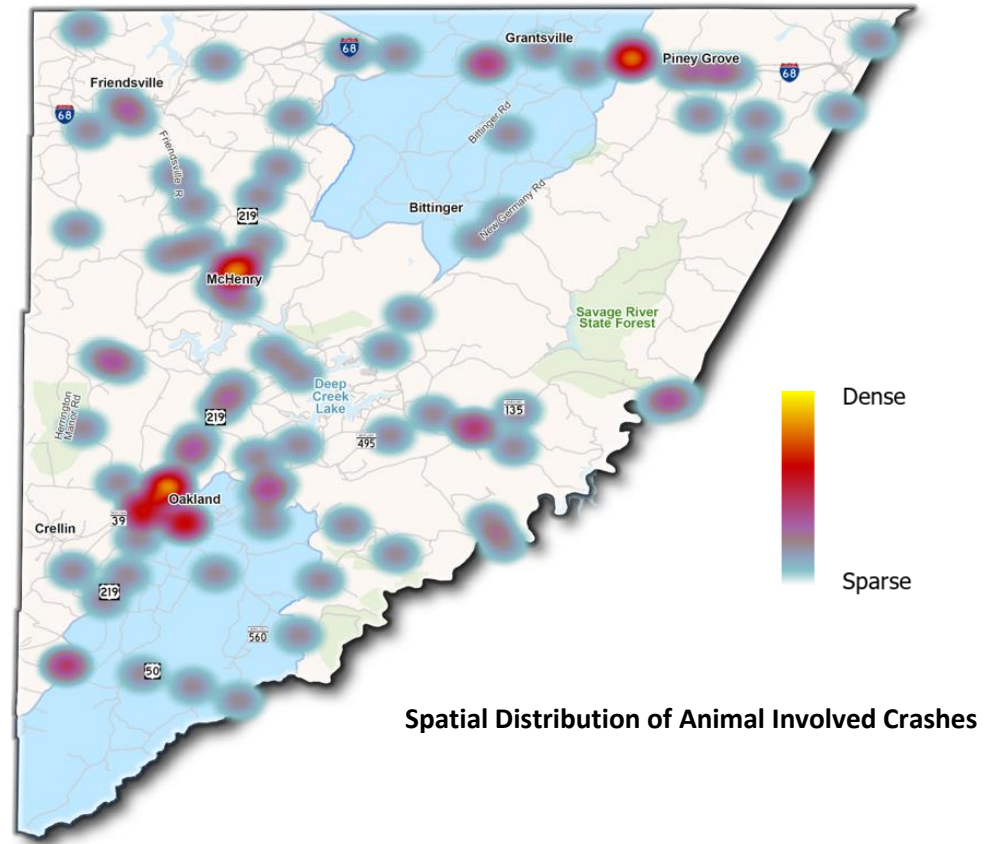 Grantsville
68
Piney Grove
68
Friendsville
68
Bittinger Rd
Friendsville R
Bittinger
New Germany Rd
219
McHenry
Savage River
State Forest
Deep
Creek
Lake
Herrington
Manor Rd
219
135
495
Oakland
39
Crellin
219
560
50
Dense
Sparse
Spatial Distribution of Animal Involved Crashes